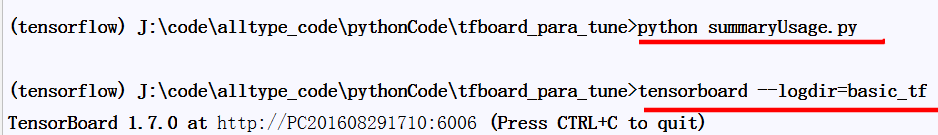 (tensorflow) J:\code\alltype_code\pythonCode\tfboard_para_tune>python summaryUsage.py
(tensorflow) J:\code\alltype_code\pythonCode\tfboard_para_tune>tensorboard --logdir=basic_tf
TensorBoard 1.7.0 at http://PC201608291710:6006 (Press CTRL+C to quit)